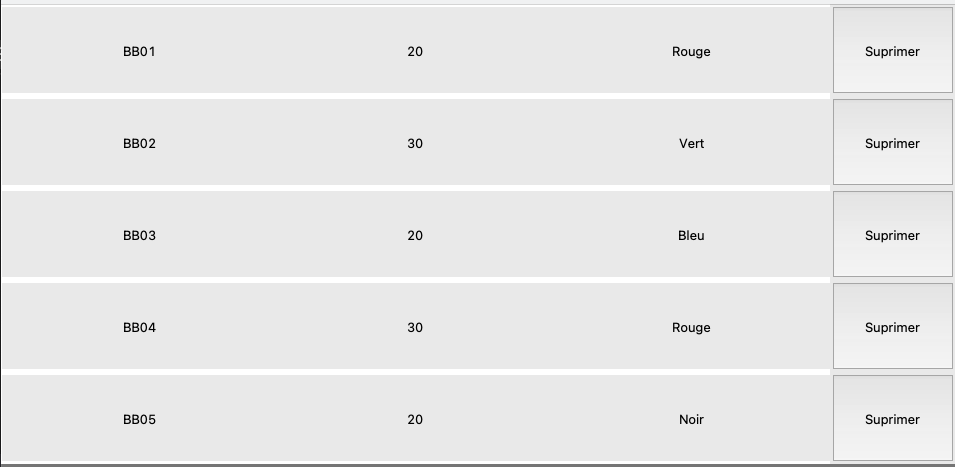 BB01 20 Rouge Suprimer
BB02 30 Vert Suprimer
BB03 20 Bleu Suprimer
BB04 30 Rouge Suprimer
BB05 20 Noir Suprimer